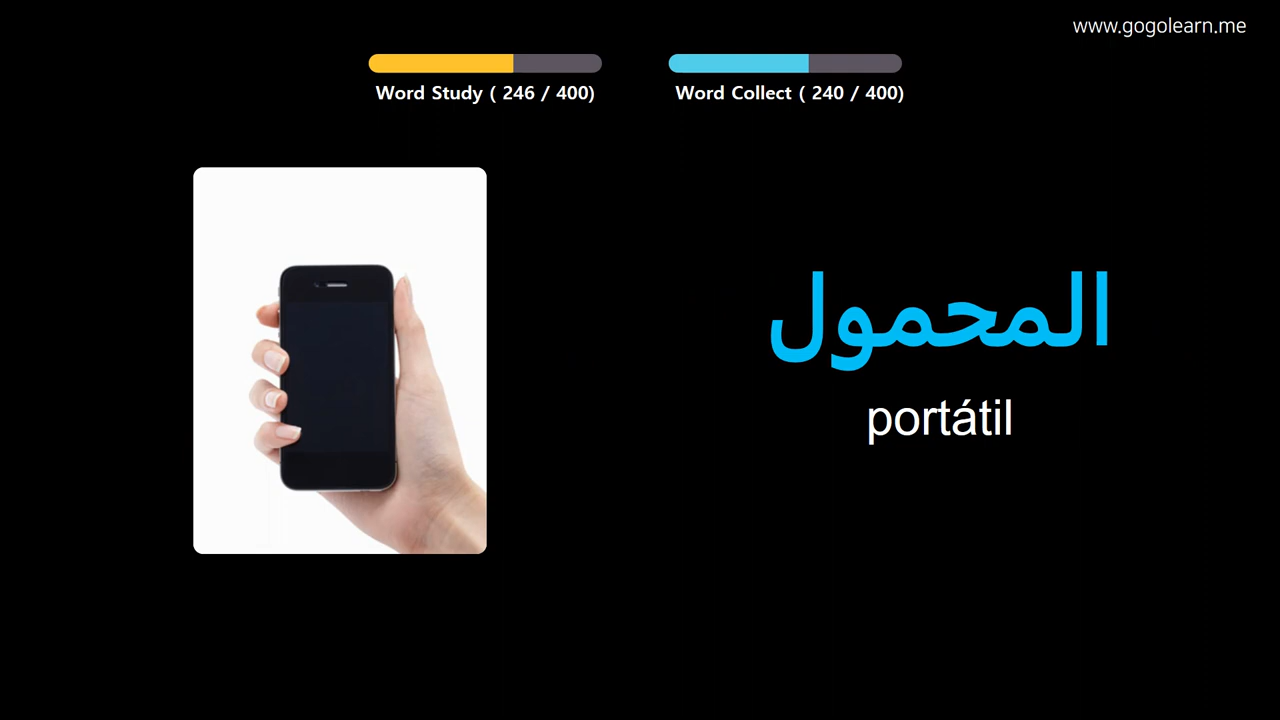 www.gogolearn.me
Word Study ( 246 / 400)
Word Collect ( 240 / 400)
المحمول
portátil